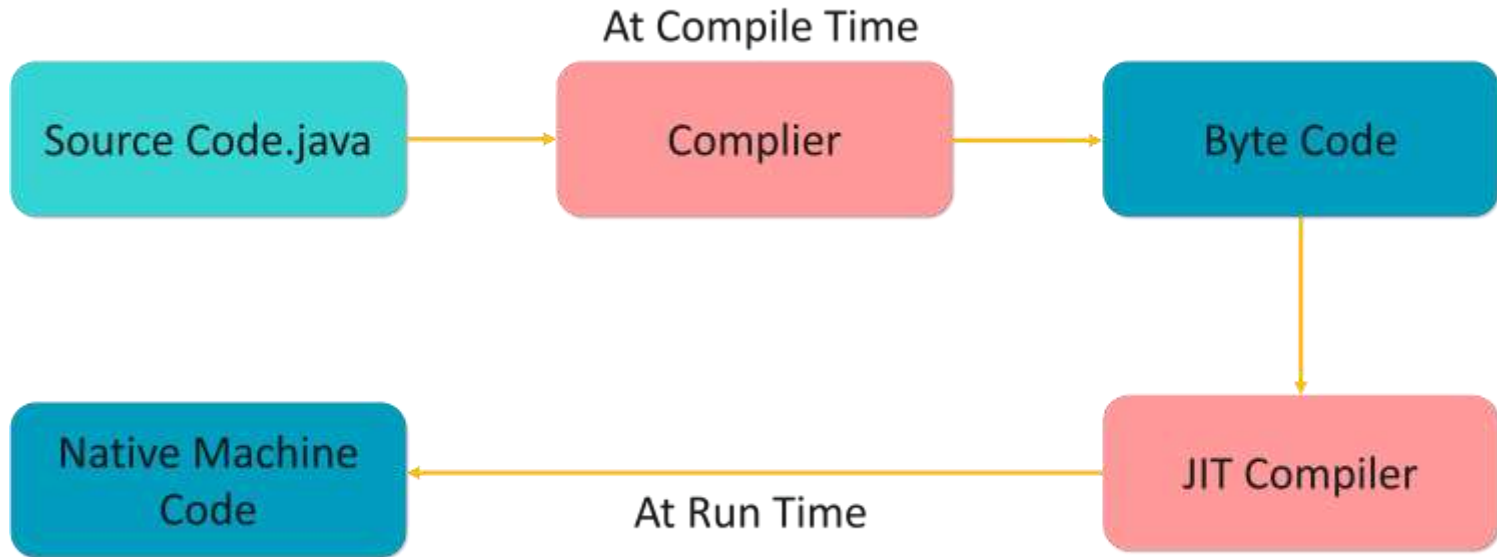 At Compile Time
Source Code.java
Complier
Byte Code
Native Machine
Code
JIT Compiler
At Run Time